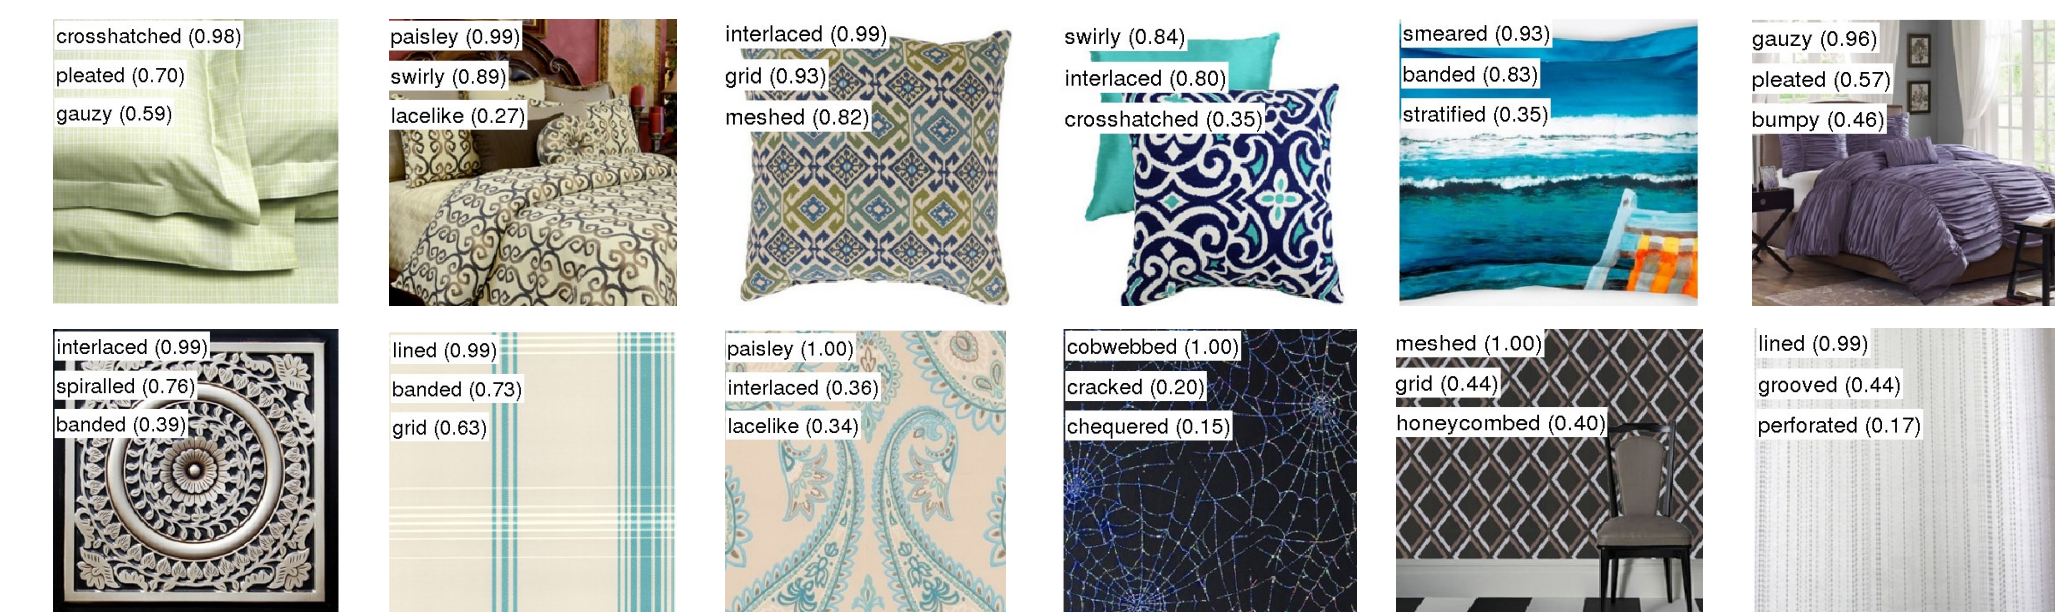 crosshatched (0.98)
pleated (0.70)
gauzy (0.59)
paisley (0.99)
swirly (0.89)
lacelike (0.27)
interlaced (0.99)
grid (0.93)
meshed (0.82)
swirly (0.84)
interlaced (0.80)
crosshatched (0.35)
smeared (0.93)
banded (0.83)
stratified (0.35)
gauzy (0.96)
pleated (0.57)
bumpy (0.46)
interlaced (0.99)
spiralled (0.76)
banded (0.39)
lined (0.99)
banded (0.73)
grid (0.63)
paisley (1.00)
interlaced (0.36)
lacelike (0.34)
cobwebbed (1.00)
cracked (0.20)
chequered (0.15)
meshed (1.00)
grid (0.44)
honeycombed (0.40)
lined (0.99)
grooved (0.44)
perforated (0.17)